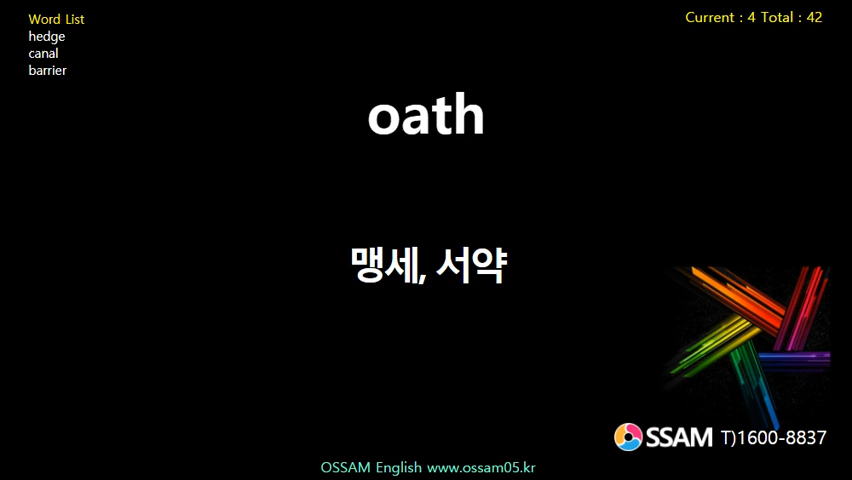 Word List
hedge
canal
barrier
Current : 4 Total : 42
oath
맹세, 서약
OSSAM T)1600-8837
OSSAM English www.ossam05.kr